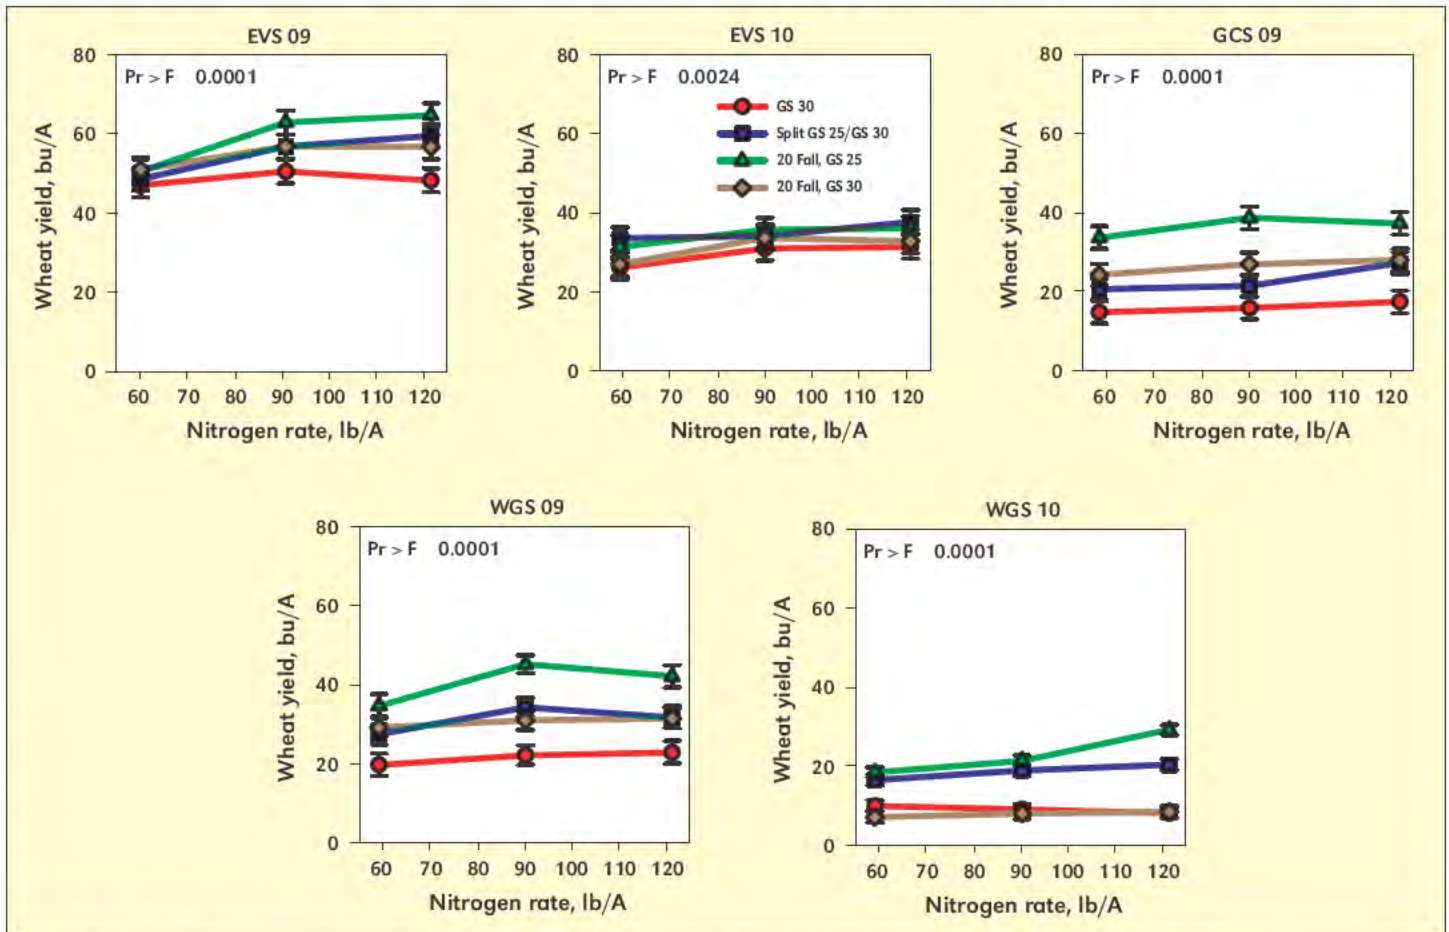 EVS 09
Pr > F 0.0001
Wheat yield, bu/A
80
60
40
20
0
60 70 80 90 100 110 120
Nitrogen rate, lb/A
EVS 10
Pr > F 0.0024
GS 30
Split GS 25/GS 30
20 Fall, GS 25
20 Fall, GS 30
Wheat yield, bu/A
80
60
40
20
0
60 70 80 90 100 110 120
Nitrogen rate, lb/A
GCS 09
Pr > F 0.0001
Wheat yield, bu/A
80
60
40
20
0
60 70 80 90 100 110 120
Nitrogen rate, lb/A
WGS 09
Pr > F 0.0001
Wheat yield, bu/A
80
60
40
20
0
60 70 80 90 100 110 120
Nitrogen rate, lb/A
WGS 10
Pr > F 0.0001
Wheat yield, bu/A
80
60
40
20
0
60 70 80 90 100 110 120
Nitrogen rate, lb/A